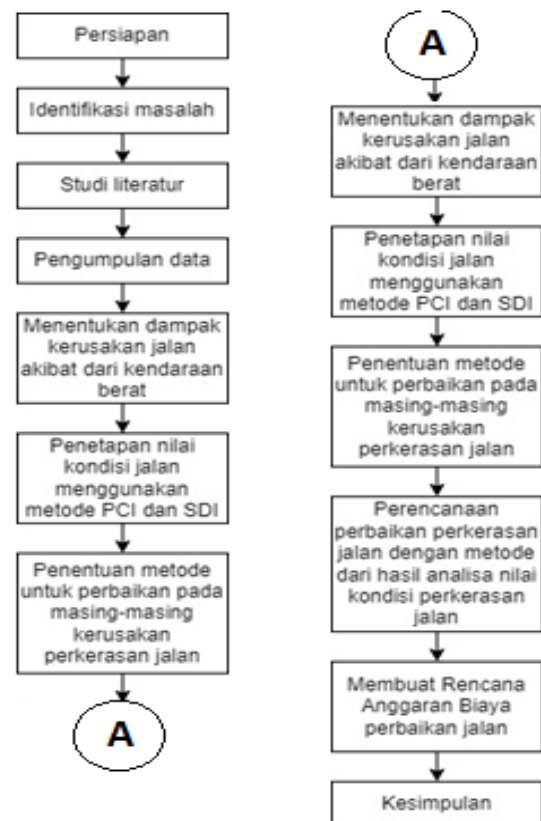 Persiapan
Identifikasi masalah
Studi literatur
Pengumpulan data
Menentukan dampak
kerusakan jalan
akibat dari kendaraan
berat
Penetapan nilai
kondisi jalan
menggunakan
metode PCI dan SDI
Penentuan metode
untuk perbaikan pada
masing-masing
kerusakan
perkerasan jalan
A
A
Menentukan dampak
kerusakan jalan
akibat dari kendaraan
berat
Penetapan nilai
kondisi jalan
menggunakan
metode PCI dan SDI
Penentuan metode
untuk perbaikan pada
masing-masing
kerusakan
perkerasan jalan
Perencanaan
perbaikan perkerasan
jalan dengan metode
dari hasil analisa nilai
kondisi perkerasan
jalan
Membuat Rencana
Anggaran Biaya
perbaikan jalan
Kesimpulan